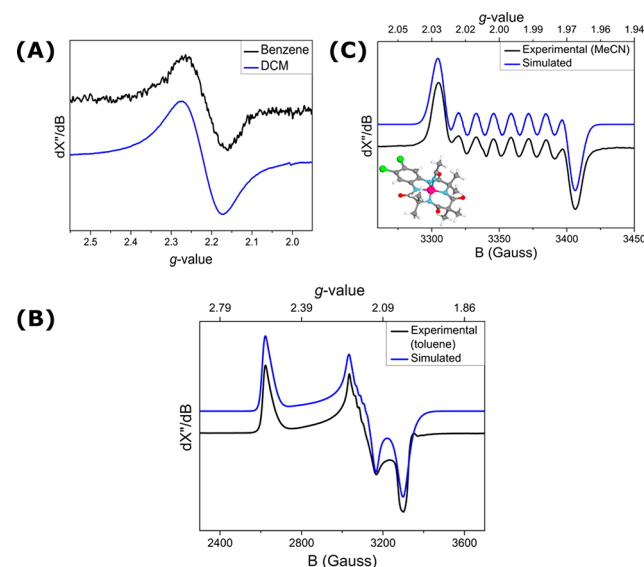 (A)
Benzene
DCM
dX"/dB
2.5 2.4 2.3 2.2 2.1 2.0
g-value
(C)
g-value
2.05 2.03 2.02 2.00 1.99 1.97 1.96 1.94
Experimental (MeCN)
Simulated
dX"/dB
3300 3350 3400 3450
B (Gauss)
(B)
g-value
2.79 2.39 2.09 1.86
Experimental
(toluene)
Simulated
dX"/dB
2400 2800 3200 3600
B (Gauss)